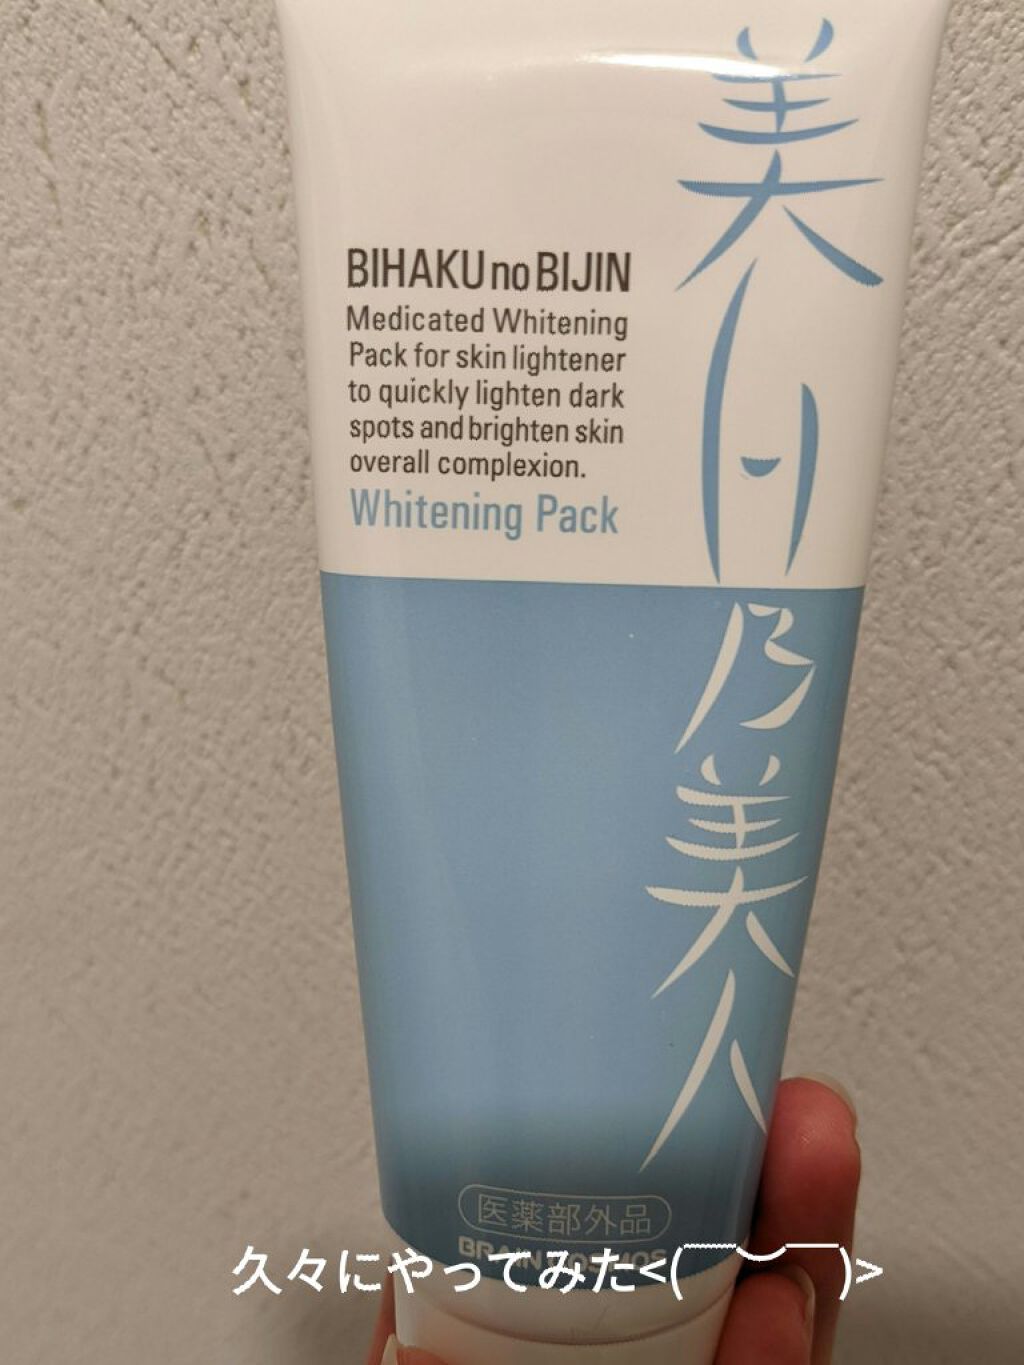 BIHAKU no BIJIN
Medicated Whitening
Pack for skin lightener
to quickly lighten dark
spots and brighten skin
overall complexion.
Whitening Pack
美白乃美人
医薬部外品
BRAIN COSMOS
久々にやってみた<(￣︶￣)>